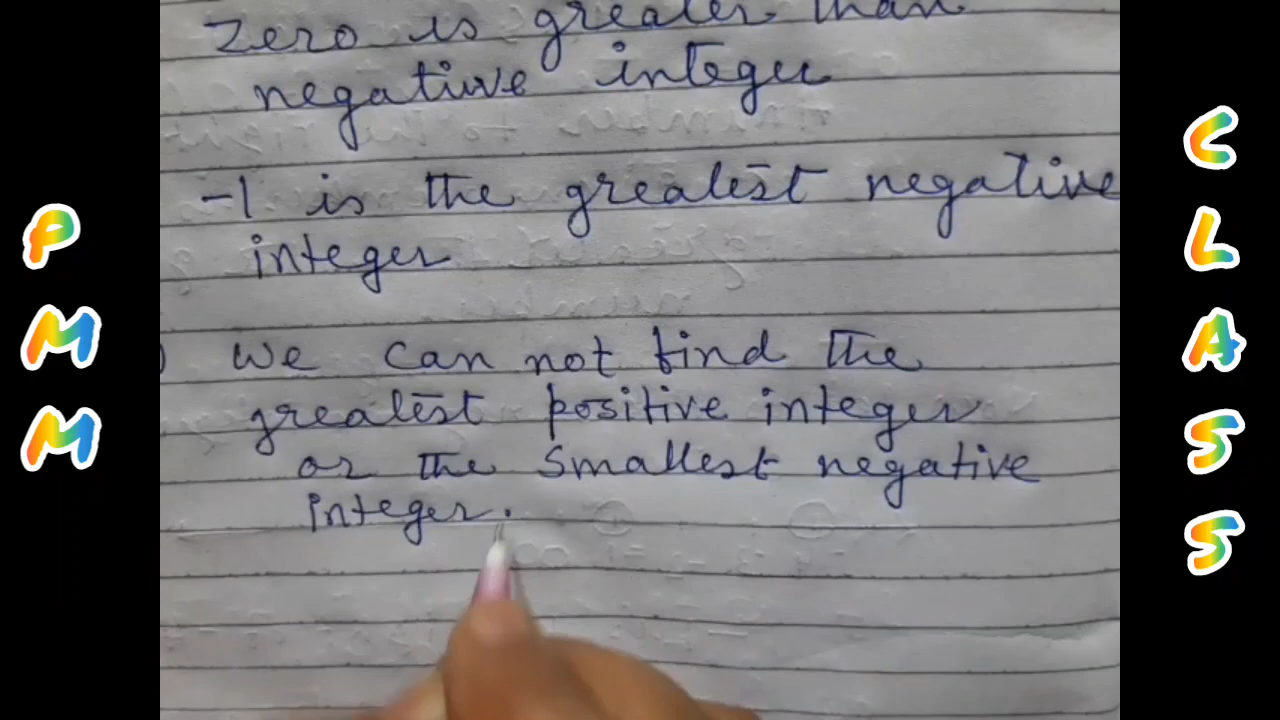 zero is greater than
negative integer
-1 is the greatest negative
integer
) We can not find the
greatest positive integer
or the smallest negative
integer.
PMM
CLASS